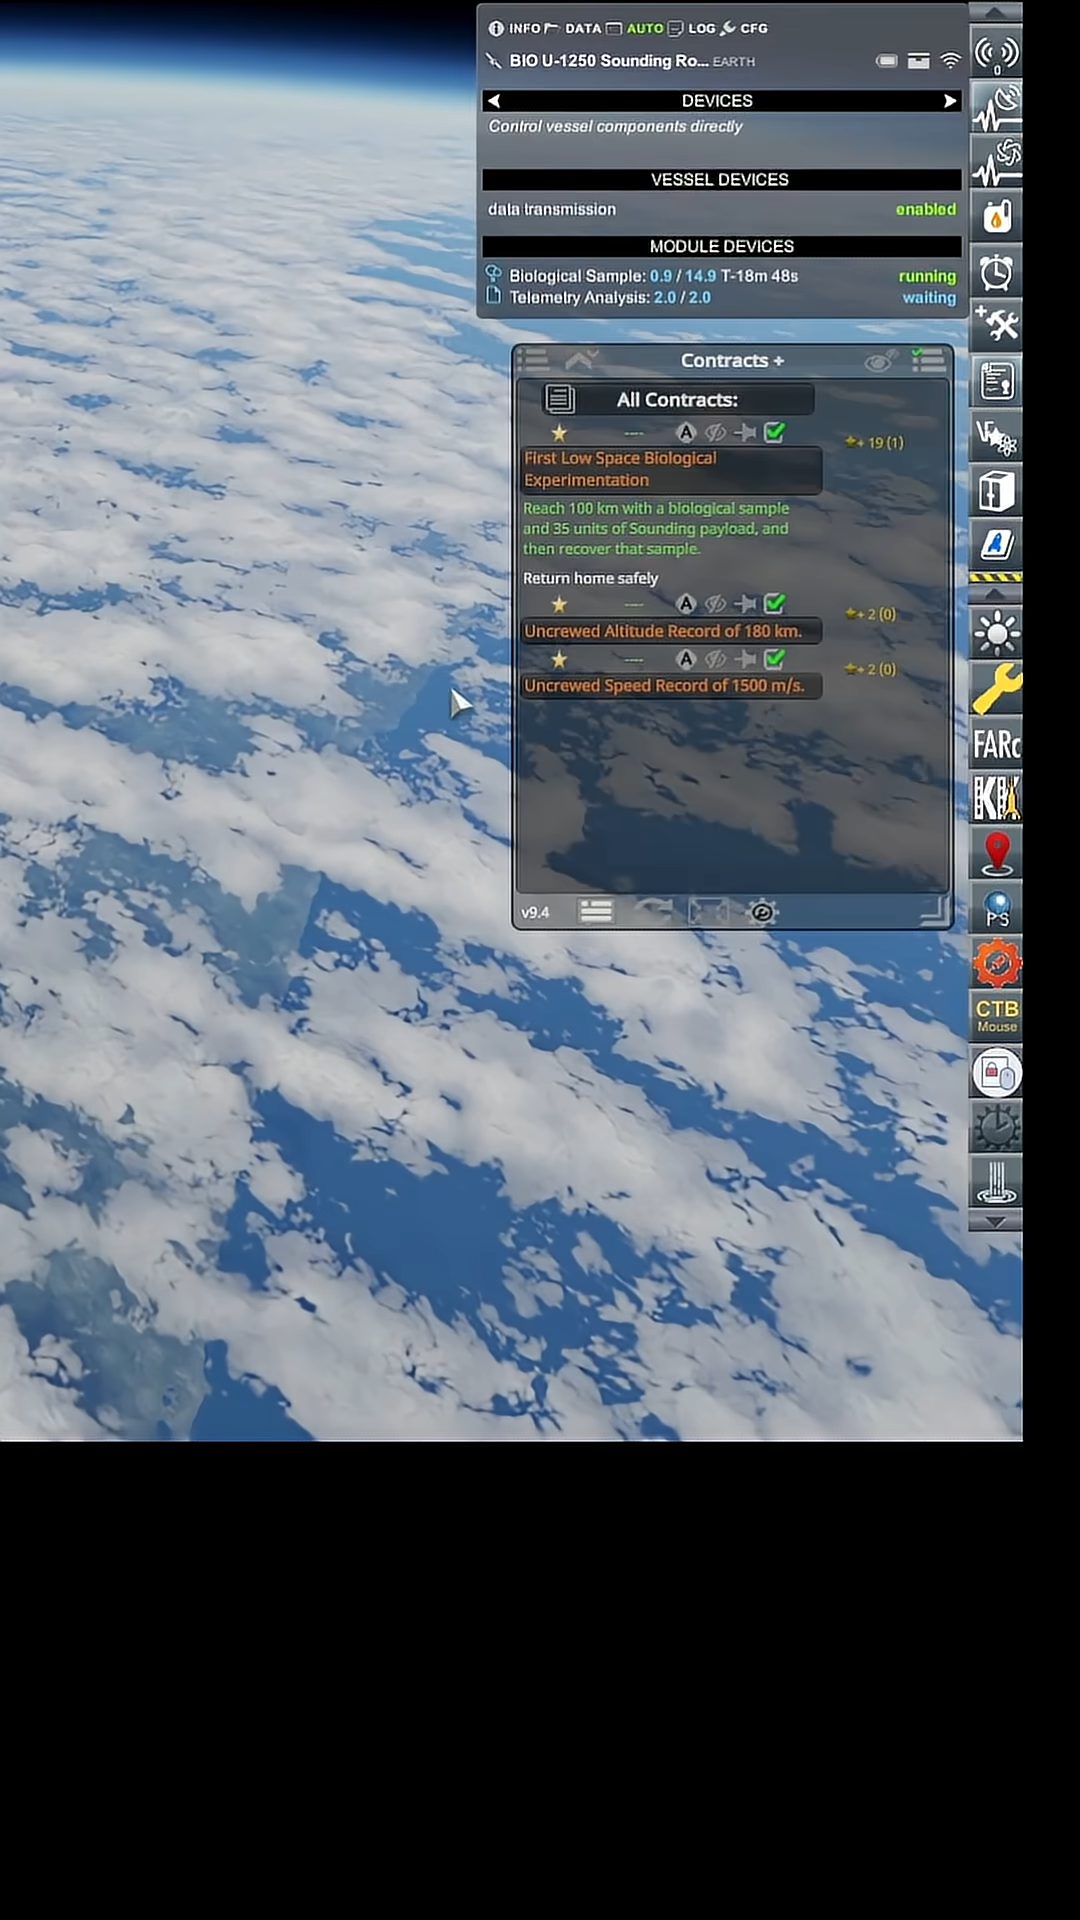 INFO DATA AUTO LOG CFG
BIO U-1250 Sounding Ro... EARTH
DEVICES
Control vessel components directly
VESSEL DEVICES
data transmission enabled
MODULE DEVICES
Biological Sample: 0.9 / 14.9 T-18m 48s running
Telemetry Analysis: 2.0 / 2.0 waiting
Contracts +
All Contracts:
A + 19 (1)
First Low Space Biological
Experimentation
Reach 100 km with a biological sample
and 35 units of Sounding payload, and
then recover that sample.
Return home safely
A + 2 (0)
Uncrewed Altitude Record of 180 km.
A + 2 (0)
Uncrewed Speed Record of 1500 m/s.
v9.4
0
FARc
PS
CTB
Mouse